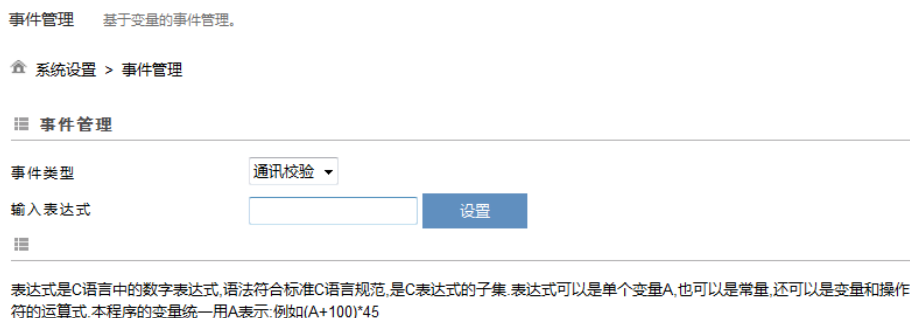 事件管理 基于变量的事件管理。
系统设置 > 事件管理
事件管理
事件类型 通讯校验
输入表达式 设置
表达式是C语言中的数字表达式,语法符合标准C语言规范,是C表达式的子集.表达式可以是单个变量A,也可以是常量,还可以是变量和操作
符的运算式.本程序的变量统一用A表示:例如(A+100)*45